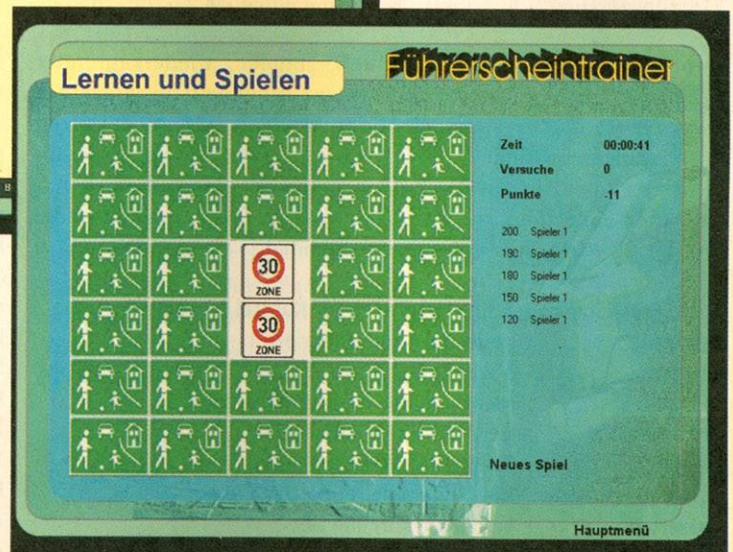 Führerscheintrainer
Lernen und Spielen
Zeit 00:00:41
Versuche 0
Punkte -11
200 Spieler 1
190 Spieler 1
180 Spieler 1
150 Spieler 1
120 Spieler 1
30
ZONE
30
ZONE
Neues Spiel
Hauptmenü